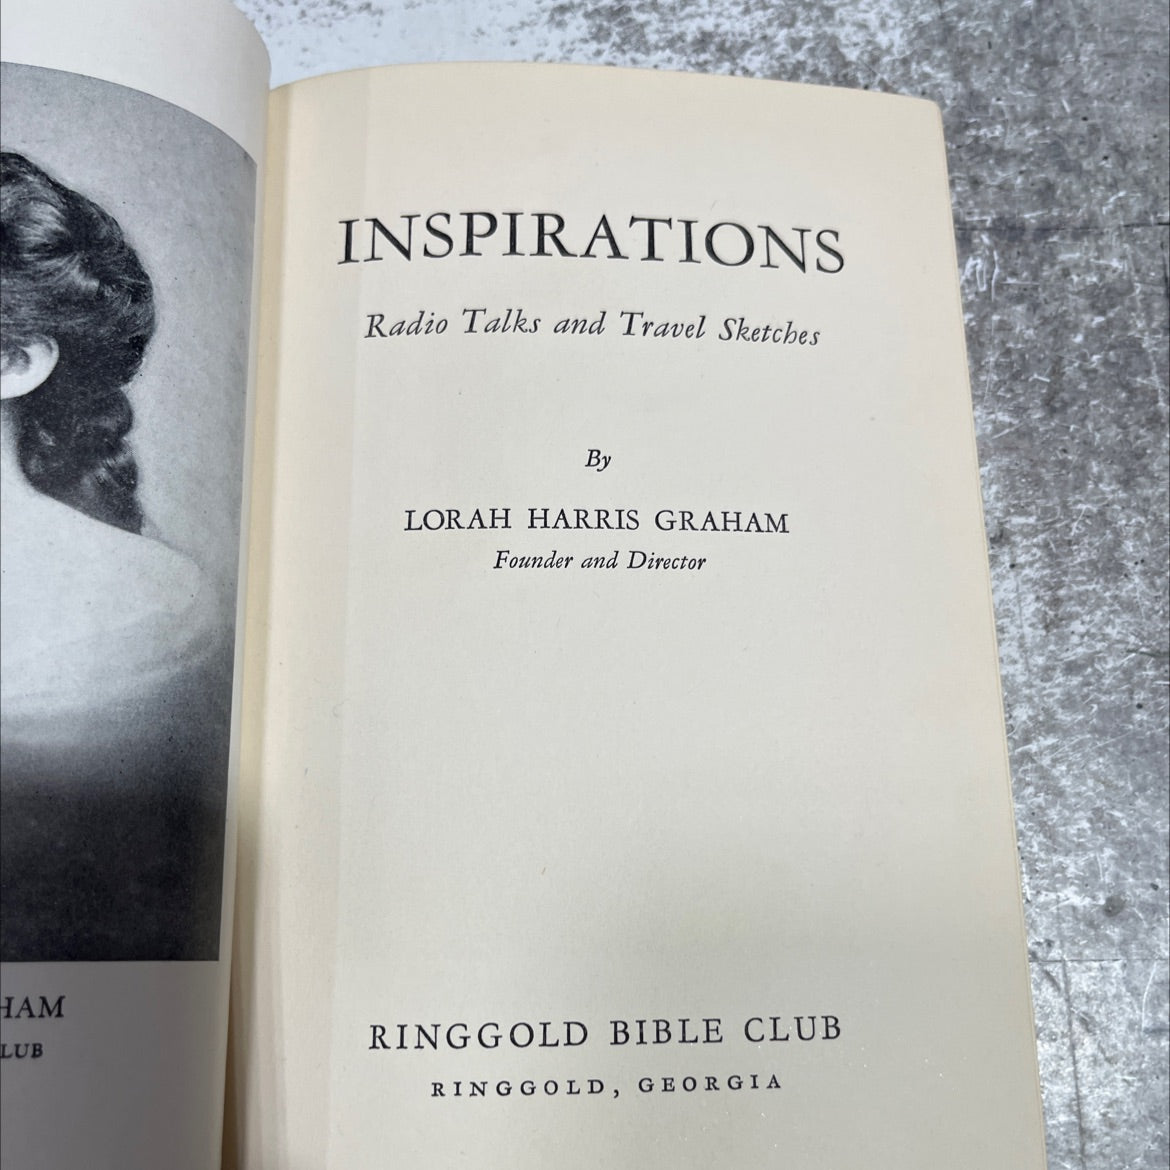 INSPIRATIONS
Radio Talks and Travel Sketches
By
LORAH HARRIS GRAHAM
Founder and Director
RINGGOLD BIBLE CLUB
RINGGOLD, GEORGIA
HAM
LUB